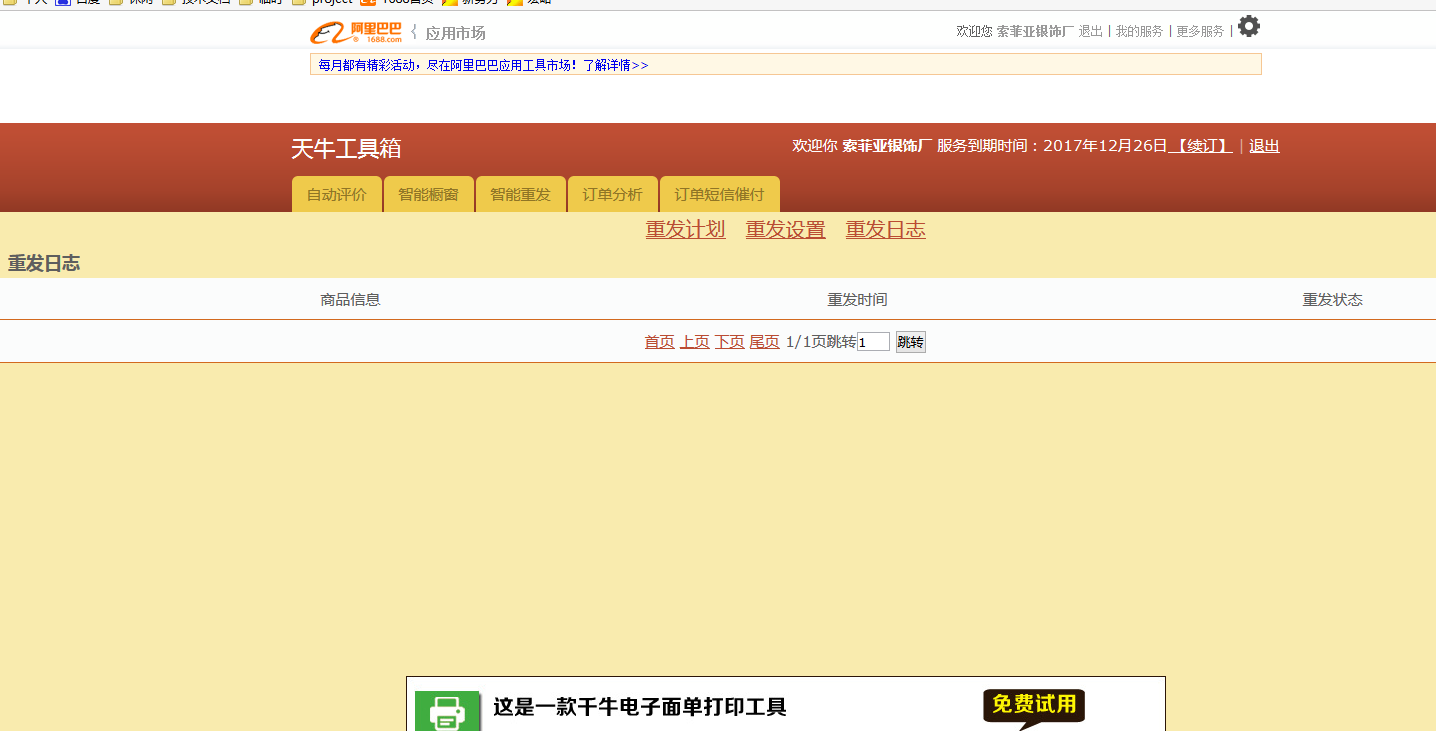 project
阿里巴巴
1688.com
应用市场
欢迎您 索菲亚银饰厂 退出 | 我的服务 | 更多服务 |
每月都有精彩活动，尽在阿里巴巴应用工具市场！了解详情>>
天牛工具箱
欢迎你 索菲亚银饰厂 服务到期时间：2017年12月26日 【续订】 | 退出
自动评价 智能橱窗 智能重发 订单分析 订单短信催付
重发计划 重发设置 重发日志
重发日志
商品信息 重发时间 重发状态
首页 上页 下页 尾页 1/1页跳转1 跳转
这是一款千牛电子面单打印工具
免费试用